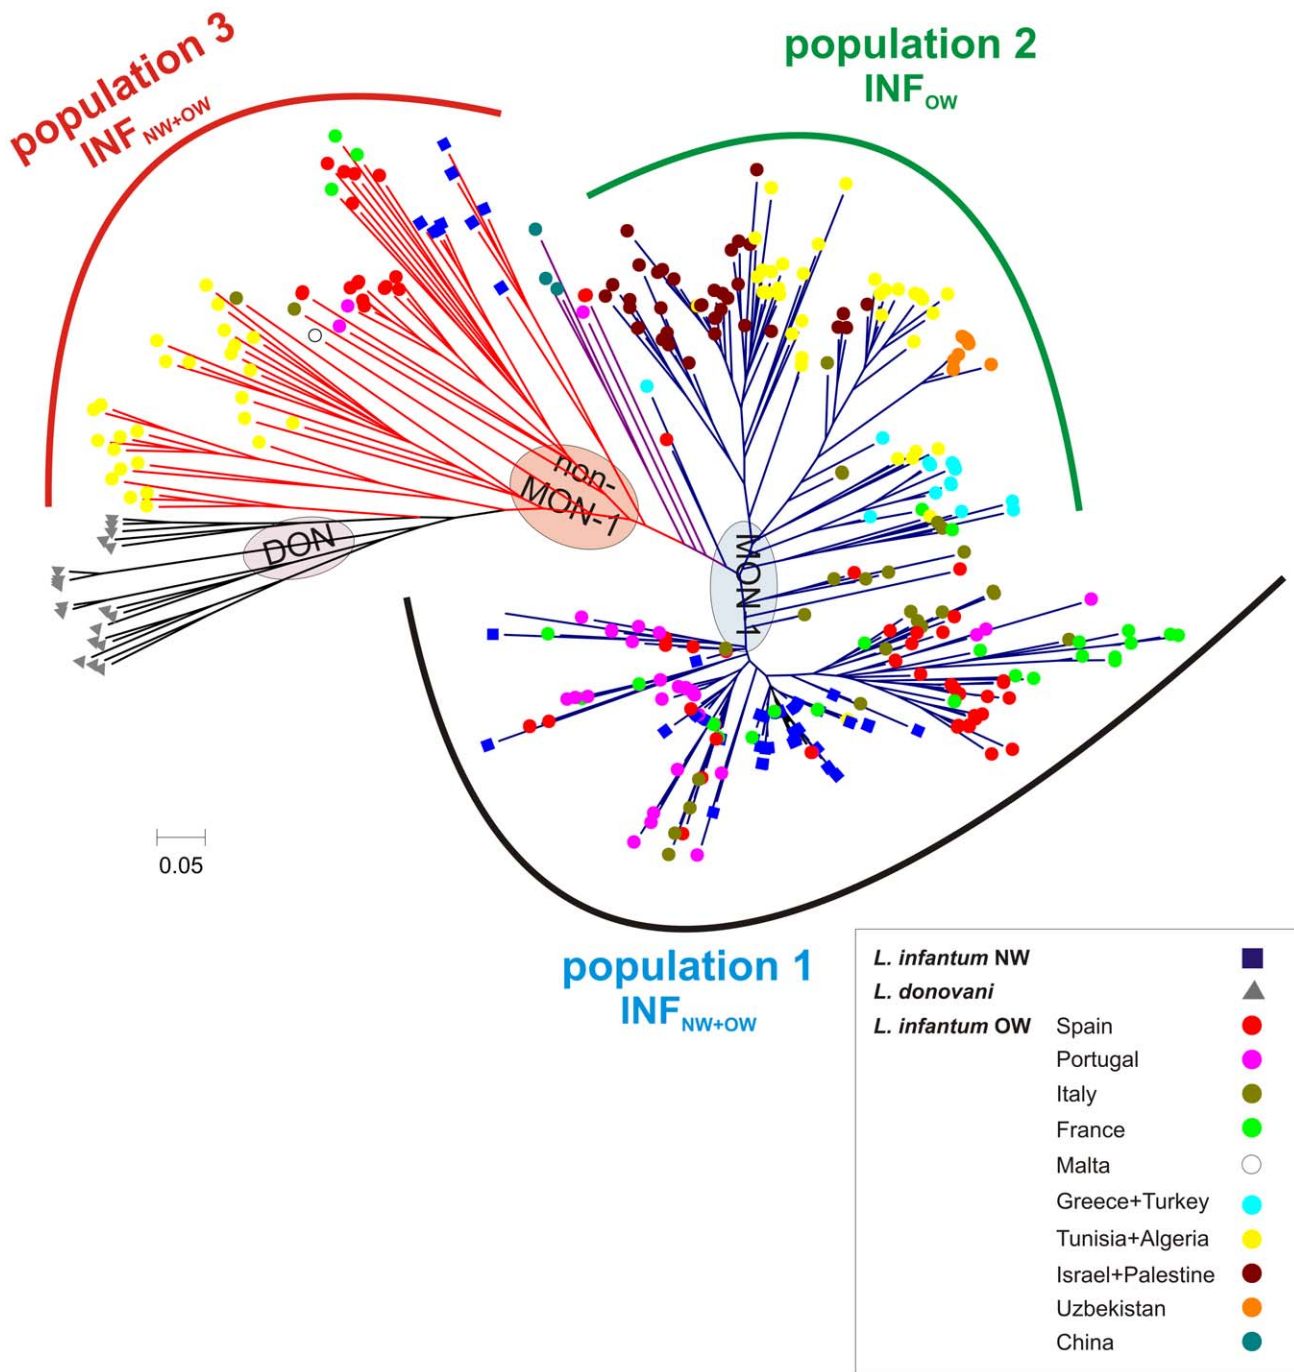 population 3
INF NW+OW
population 2
INF OW
non-
MON-1
DON
MON-1
0.05
population 1
INF NW+OW
L. infantum NW
L. donovani
L. infantum OW Spain
Portugal
Italy
France
Malta
Greece+Turkey
Tunisia+Algeria
Israel+Palestine
Uzbekistan
China